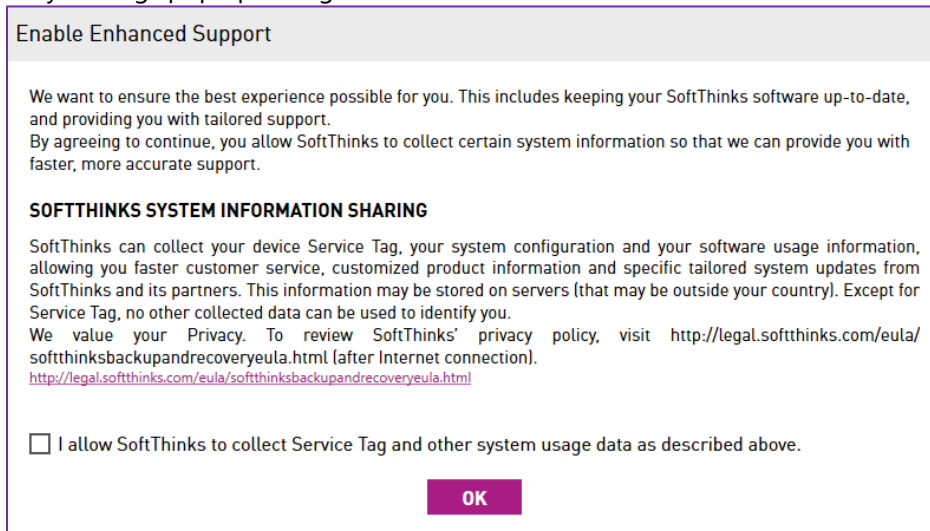 Enable Enhanced Support
We want to ensure the best experience possible for you. This includes keeping your SoftThinks software up-to-date,
and providing you with tailored support.
By agreeing to continue, you allow SoftThinks to collect certain system information so that we can provide you with
faster, more accurate support.
SOFTTHINKS SYSTEM INFORMATION SHARING
SoftThinks can collect your device Service Tag, your system configuration and your software usage information,
allowing you faster customer service, customized product information and specific tailored system updates from
SoftThinks and its partners. This information may be stored on servers (that may be outside your country). Except for
Service Tag, no other collected data can be used to identify you.
We value your Privacy. To review SoftThinks' privacy policy, visit http://legal.softthinks.com/eula/
softthinksbackupandrecoveryeula.html (after Internet connection).
http://legal.softthinks.com/eula/softthinksbackupandrecoveryeula.html
I allow SoftThinks to collect Service Tag and other system usage data as described above.
OK